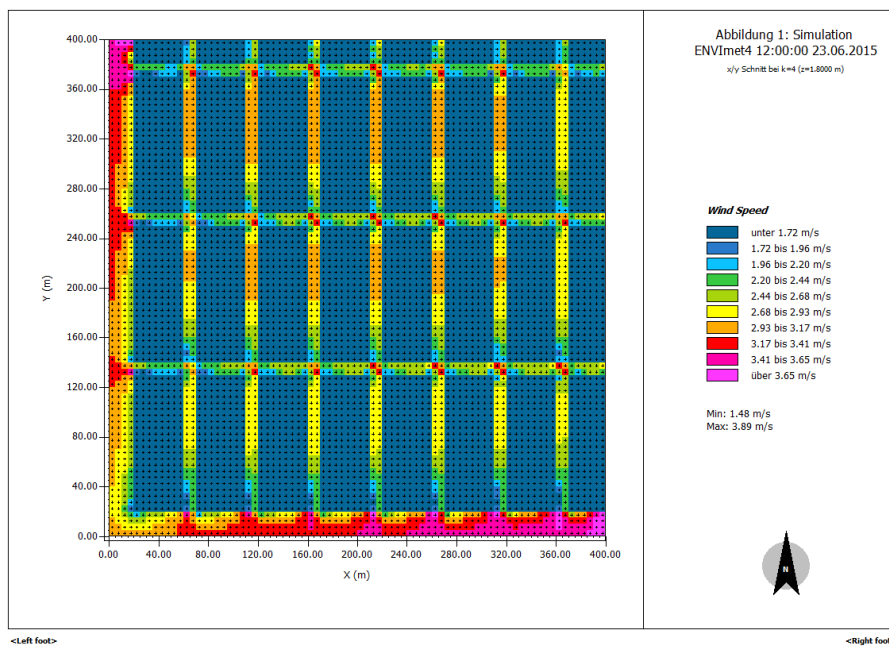 Abbildung 1: Simulation
ENVImet4 12:00:00 23.06.2015
x/y Schnitt bei k=4 (z=1.8000 m)
400.00
360.00
320.00
280.00
240.00
200.00
160.00
120.00
80.00
40.00
0.00
Y (m)
0.00 40.00 80.00 120.00 160.00 200.00 240.00 280.00 320.00 360.00 400.00
X (m)
Wind Speed
unter 1.72 m/s
1.72 bis 1.96 m/s
1.96 bis 2.20 m/s
2.20 bis 2.44 m/s
2.44 bis 2.68 m/s
2.68 bis 2.93 m/s
2.93 bis 3.17 m/s
3.17 bis 3.41 m/s
3.41 bis 3.65 m/s
über 3.65 m/s
Min: 1.48 m/s
Max: 3.89 m/s
N
<Left foot>
<Right foot